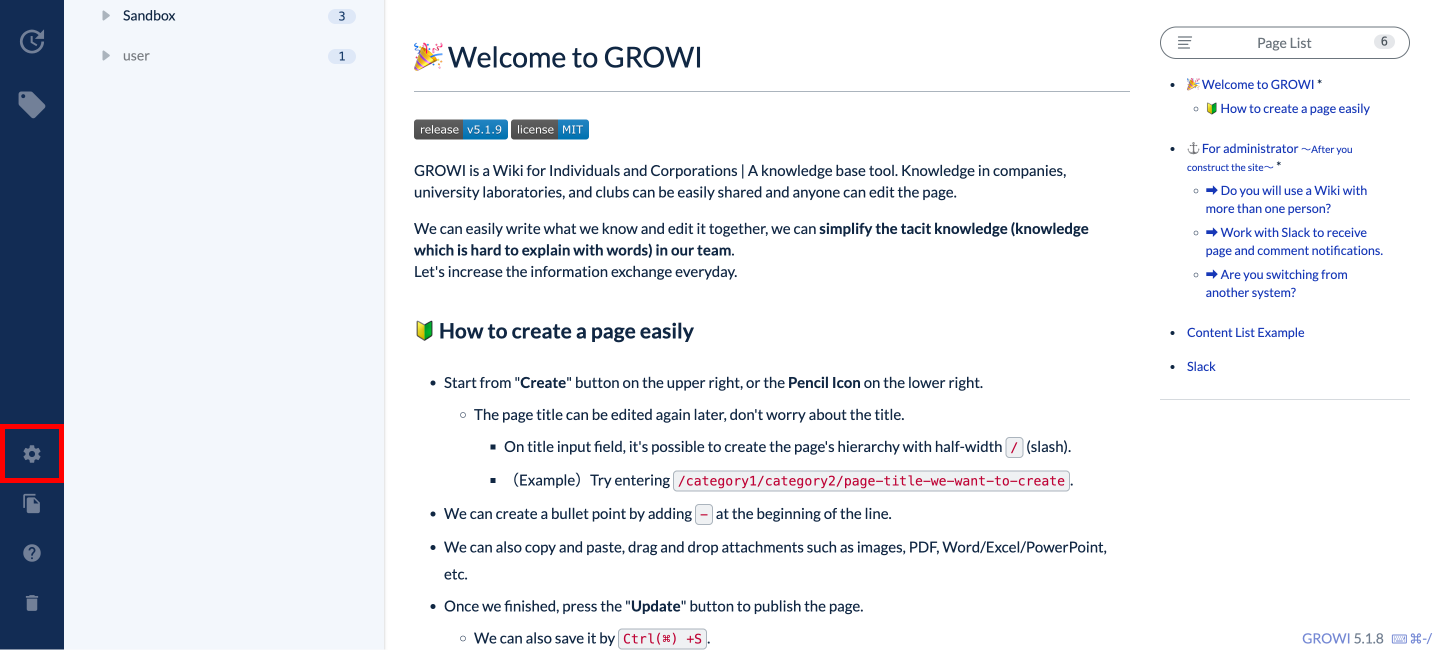 Sandbox 3
user 1
🎉 Welcome to GROWI
release v5.1.9 license MIT
GROWI is a Wiki for Individuals and Corporations | A knowledge base tool. Knowledge in companies,
university laboratories, and clubs can be easily shared and anyone can edit the page.
We can easily write what we know and edit it together, we can simplify the tacit knowledge (knowledge
which is hard to explain with words) in our team.
Let's increase the information exchange everyday.
🔰 How to create a page easily
• Start from "Create" button on the upper right, or the Pencil Icon on the lower right.
○ The page title can be edited again later, don't worry about the title.
▪ On title input field, it's possible to create the page's hierarchy with half-width / (slash).
▪ （Example）Try entering /category1/category2/page-title-we-want-to-create.
• We can create a bullet point by adding - at the beginning of the line.
• We can also copy and paste, drag and drop attachments such as images, PDF, Word/Excel/PowerPoint,
etc.
• Once we finished, press the "Update" button to publish the page.
○ We can also save it by Ctrl(⌘) +S.
Page List 6
• 🎉 Welcome to GROWI *
○ 🔰 How to create a page easily
• ⚓ For administrator 〜After you
construct the site〜 *
○ ➡ Do you will use a Wiki with
more than one person?
○ ➡ Work with Slack to receive
page and comment notifications.
○ ➡ Are you switching from
another system?
• Content List Example
• Slack
GROWI 5.1.8 ⌨ ⌘-/